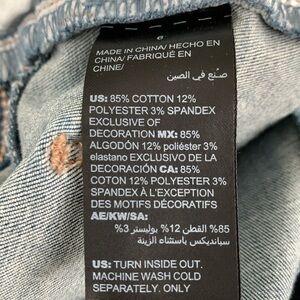 6
MADE IN CHINA/ HECHO EN
CHINA/ FABRIQUÉ EN
CHINE/
صنع في الصين
US: 85% COTTON 12%
POLYESTER 3% SPANDEX
EXCLUSIVE OF
DECORATION MX: 85%
ALGODÓN 12% poliéster 3%
elastano EXCLUSIVO DE LA
DECORACIÓN CA: 85%
COTON 12% POLYESTER 3%
SPANDEX À L'EXCEPTION
DES MOTIFS DÉCORATIFS
AE/KW/SA:
85% القطن 12% بوليستر 3%
سبانديكس باستثناء الزينة
US: TURN INSIDE OUT.
MACHINE WASH COLD
SEPARATELY. ONLY